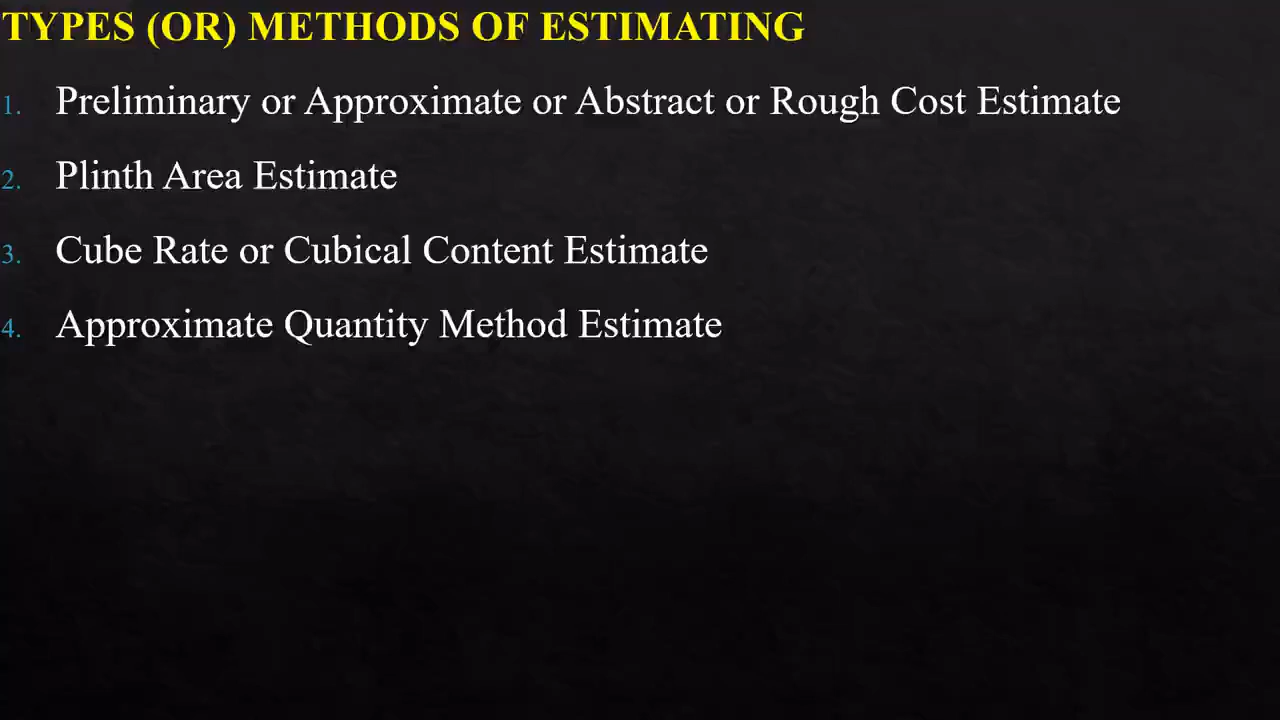 TYPES (OR) METHODS OF ESTIMATING
1. Preliminary or Approximate or Abstract or Rough Cost Estimate
2. Plinth Area Estimate
3. Cube Rate or Cubical Content Estimate
4. Approximate Quantity Method Estimate